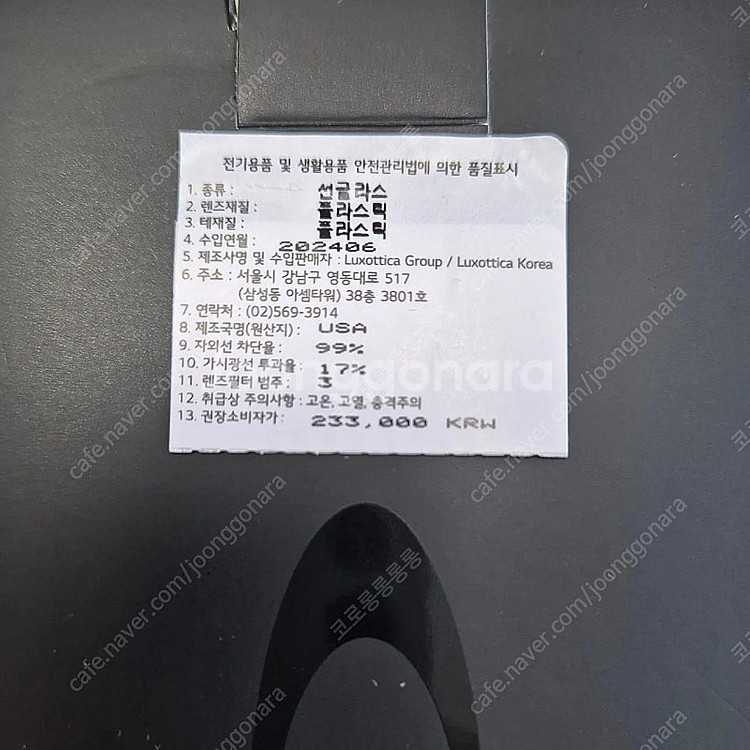 전기용품 및 생활용품 안전관리법에 의한 품질표시
1. 종류 : 선글라스
2. 렌즈재질 : 플라스틱
3. 테재질 : 플라스틱
4. 수입연월 : 202406
5. 제조사명 및 수입판매자 : Luxottica Group / Luxottica Korea
6. 주소 : 서울시 강남구 영동대로 517
(삼성동 아셈타워) 38층 3801호
7. 연락처 : (02)569-3914
8. 제조국명(원산지) : USA
9. 자외선 차단율 : 99%
10. 가시광선 투과율 : 17%
11. 렌즈필터 범주 : 3
12. 취급상 주의사항 : 고온, 고열, 충격주의
13. 권장소비자가: 233,000 KRW
joonggonara
cafe.naver.com/joonggonara
코로롱롱롱롱